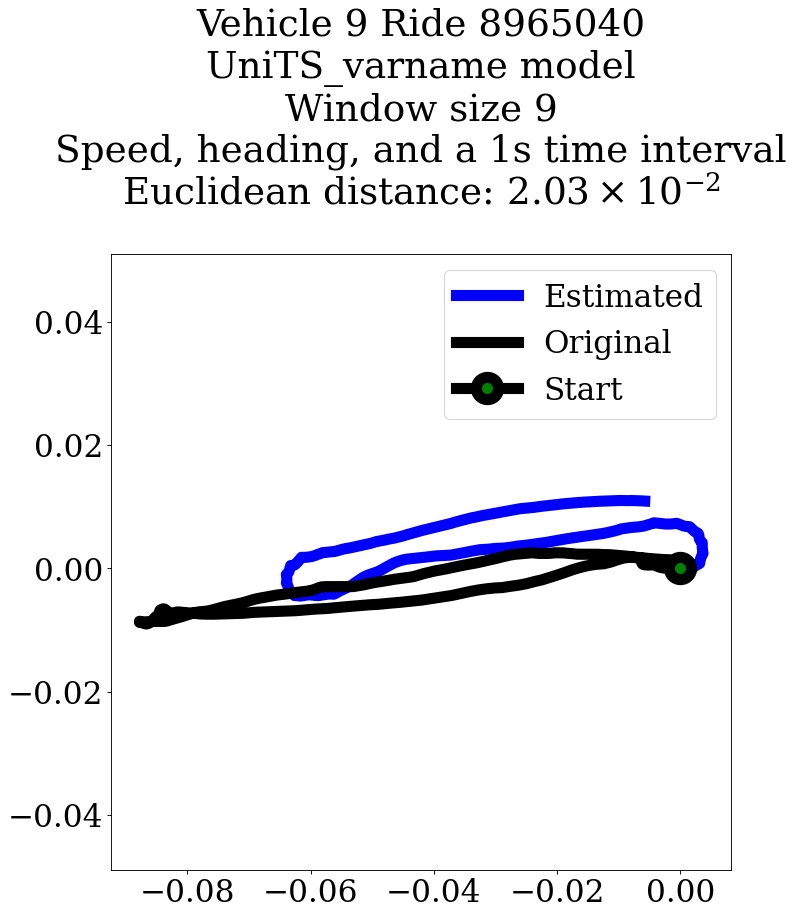 Vehicle 9 Ride 8965040
UniTS_varname model
Window size 9
Speed, heading, and a 1s time interval
Euclidean distance: 2.03 × 10⁻²
Estimated
Original
Start
0.04
0.02
0.00
−0.02
−0.04
−0.08
−0.06
−0.04
−0.02
0.00